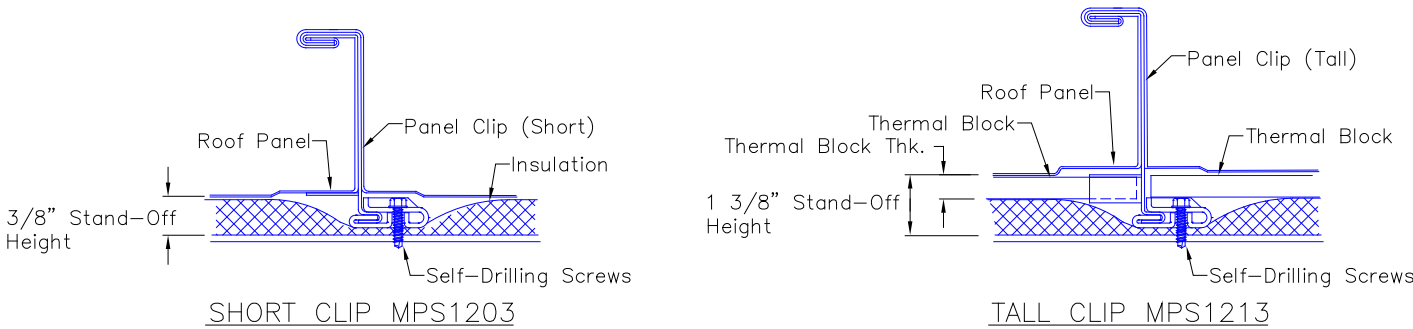 Panel Clip (Short)
Roof Panel
Insulation
3/8” Stand-Off
Height
Self-Drilling Screws
SHORT CLIP MPS1203
Panel Clip (Tall)
Roof Panel
Thermal Block
Thermal Block
Thermal Block Thk.
1 3/8” Stand-Off
Height
Self-Drilling Screws
TALL CLIP MPS1213